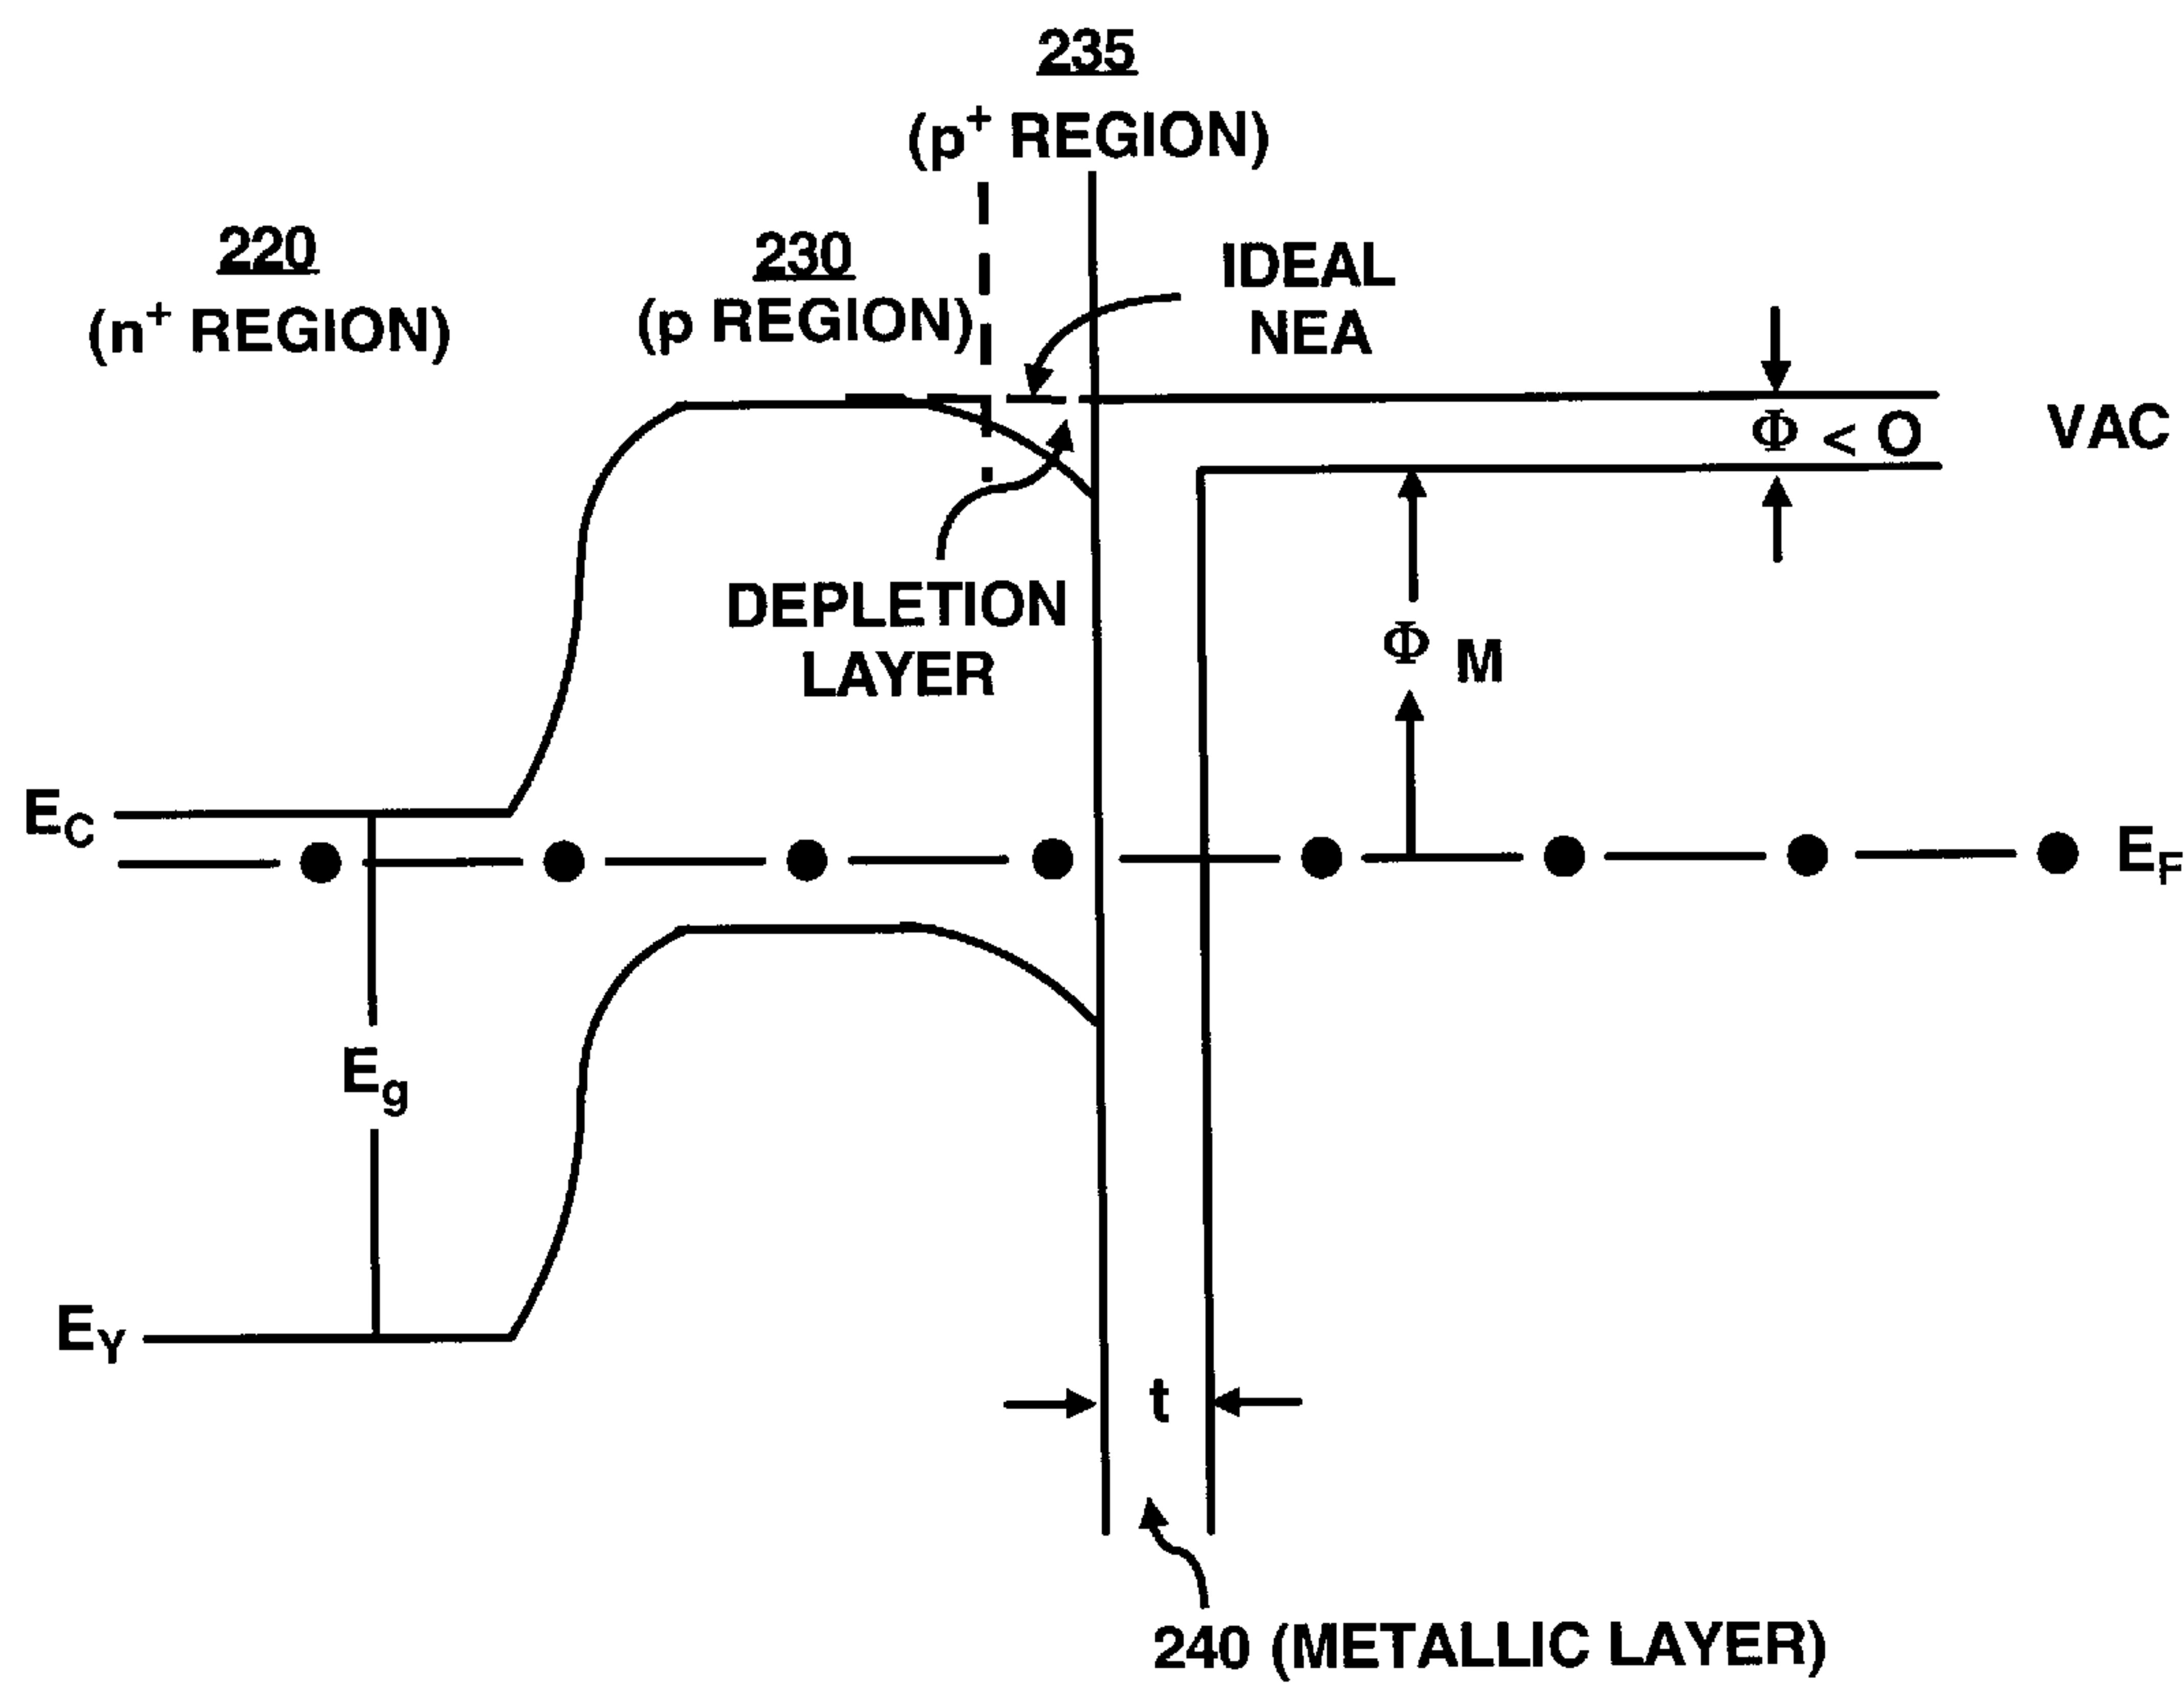 235
(p+ REGION)
220
(n+ REGION)
230
(p REGION)
IDEAL
NEA
Φ < O
VAC
DEPLETION
LAYER
Φ M
EC
EF
Eg
EY
t
240 (METALLIC LAYER)